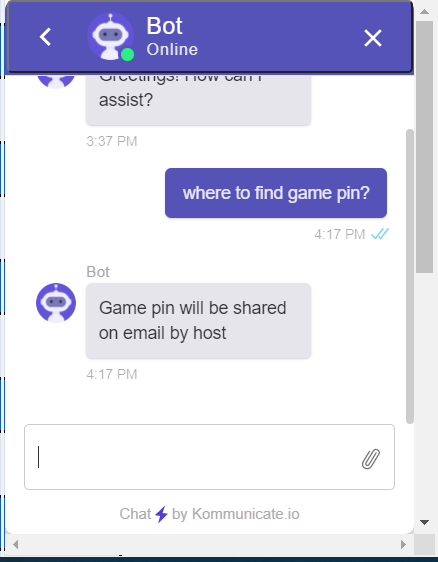 Bot
Online
Greetings! How can I
assist?
3:37 PM
where to find game pin?
4:17 PM
Bot
Game pin will be shared
on email by host
4:17 PM
Chat by Kommunicate.io